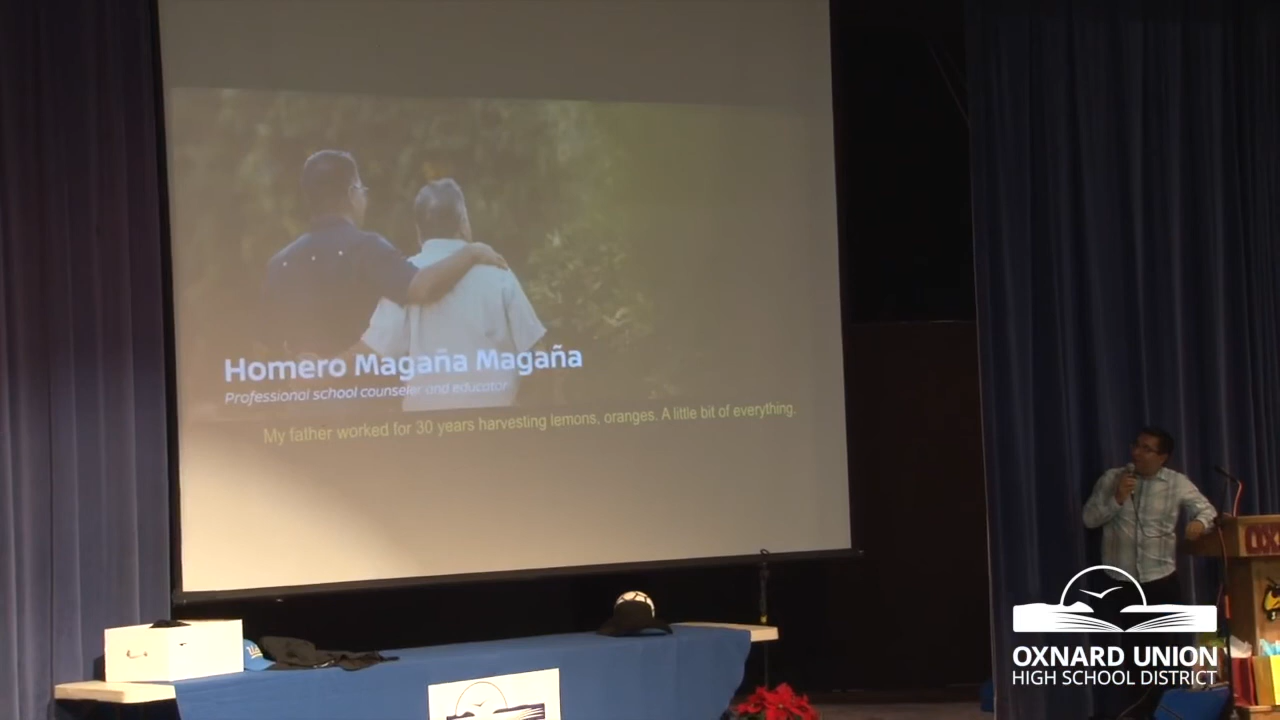 Homero Magaña Magaña
Professional school counselor and educator
My father worked for 30 years harvesting lemons, oranges. A little bit of everything.
OXNARD UNION
HIGH SCHOOL DISTRICT